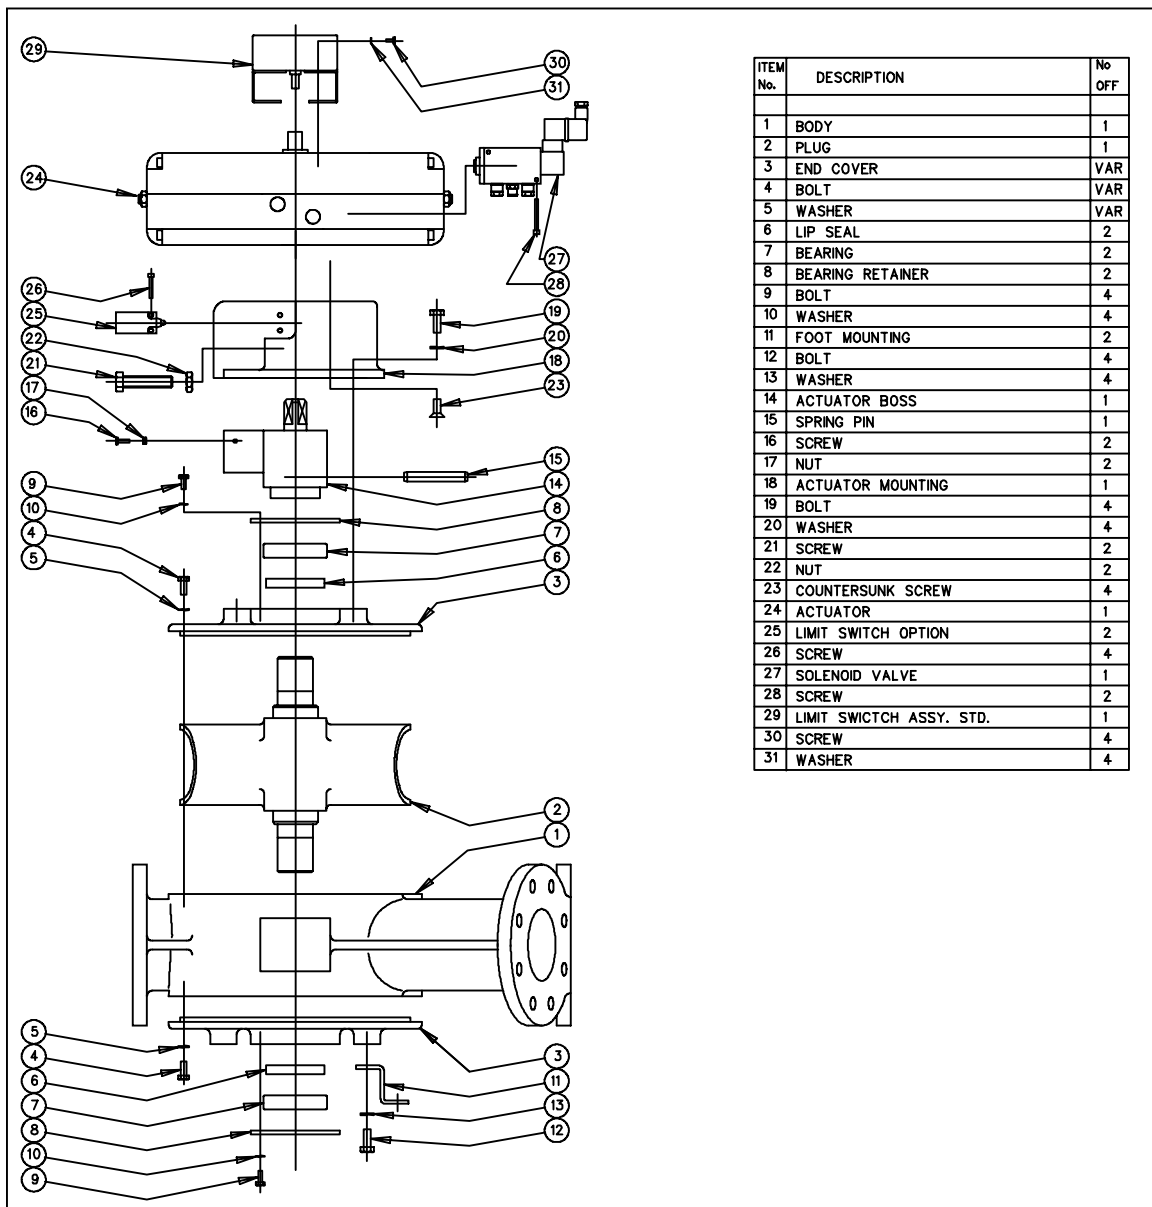 29
30
31
24
27
28
26
25
22
21
17
16
19
20
18
23
9
10
4
5
15
14
8
7
6
3
2
1
5
4
6
7
8
10
9
3
11
13
12
ITEM No. DESCRIPTION No OFF
1 BODY 1
2 PLUG 1
3 END COVER VAR
4 BOLT VAR
5 WASHER VAR
6 LIP SEAL 2
7 BEARING 2
8 BEARING RETAINER 2
9 BOLT 4
10 WASHER 4
11 FOOT MOUNTING 2
12 BOLT 4
13 WASHER 4
14 ACTUATOR BOSS 1
15 SPRING PIN 1
16 SCREW 2
17 NUT 2
18 ACTUATOR MOUNTING 1
19 BOLT 4
20 WASHER 4
21 SCREW 2
22 NUT 2
23 COUNTERSUNK SCREW 4
24 ACTUATOR 1
25 LIMIT SWITCH OPTION 2
26 SCREW 4
27 SOLENOID VALVE 1
28 SCREW 2
29 LIMIT SWICTCH ASSY. STD. 1
30 SCREW 4
31 WASHER 4